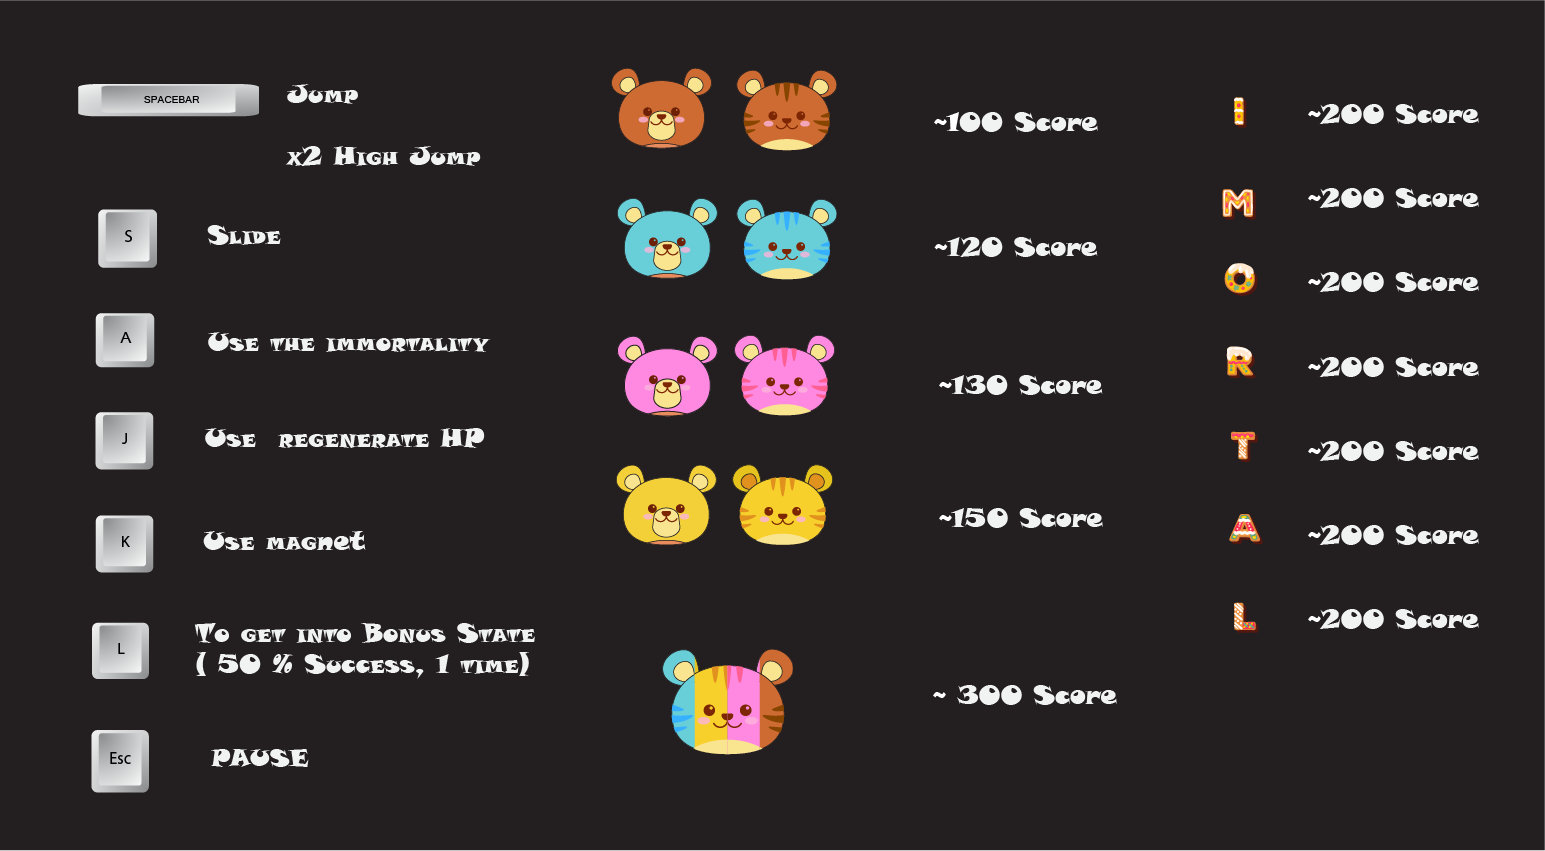 SPACEBAR
Jump
x2 High Jump
S
Slide
A
Use the immortality
J
Use regenerate HP
K
Use magnet
L
To get into Bonus State
( 50 % Success, 1 time)
Esc
PAUSE
~100 Score
~120 Score
~130 Score
~150 Score
~ 300 Score
I ~200 Score
M ~200 Score
O ~200 Score
R ~200 Score
T ~200 Score
A ~200 Score
L ~200 Score